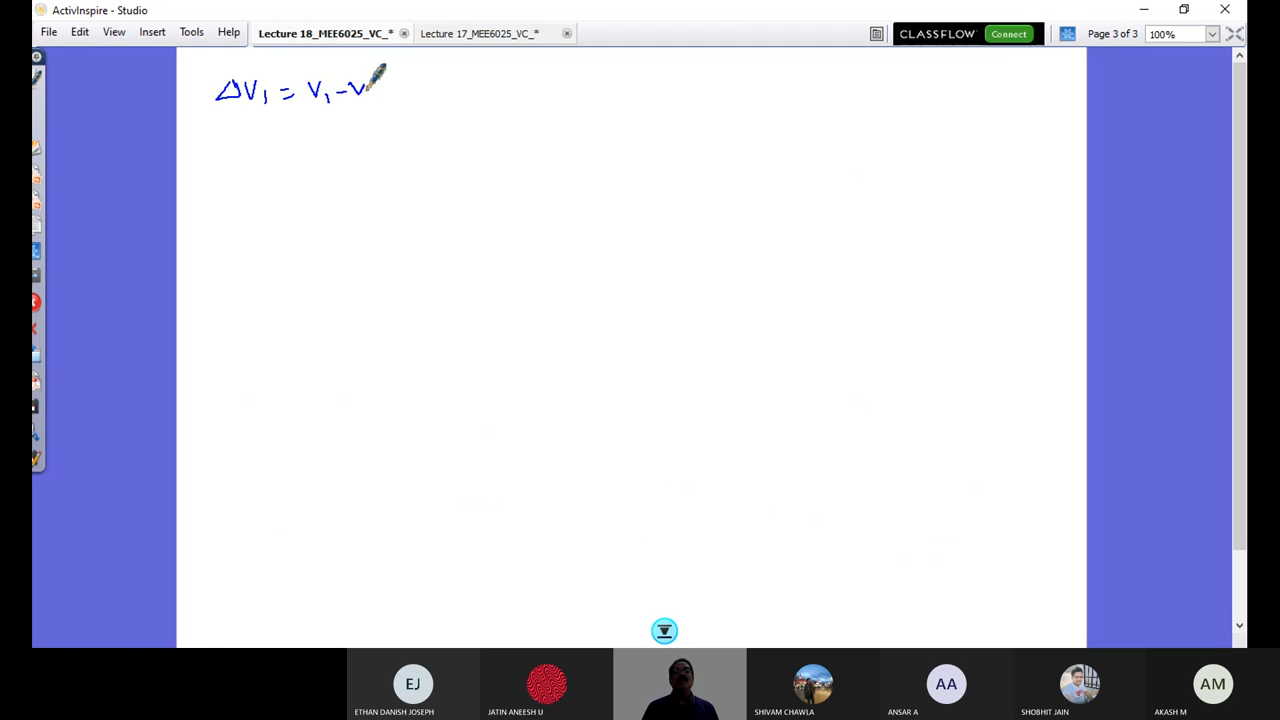 ActivInspire - Studio
File Edit View Insert Tools Help
Lecture 18_MEE6025_VC_* Lecture 17_MEE6025_VC_*
CLASSFLOW Connect
Page 3 of 3 100%
ΔV₁ = V₁ - V
EJ AA AM
ETHAN DANISH JOSEPH JATIN ANEESH U SHIVAM CHAWLA ANSAR A SHOBHIT JAIN AKASH M